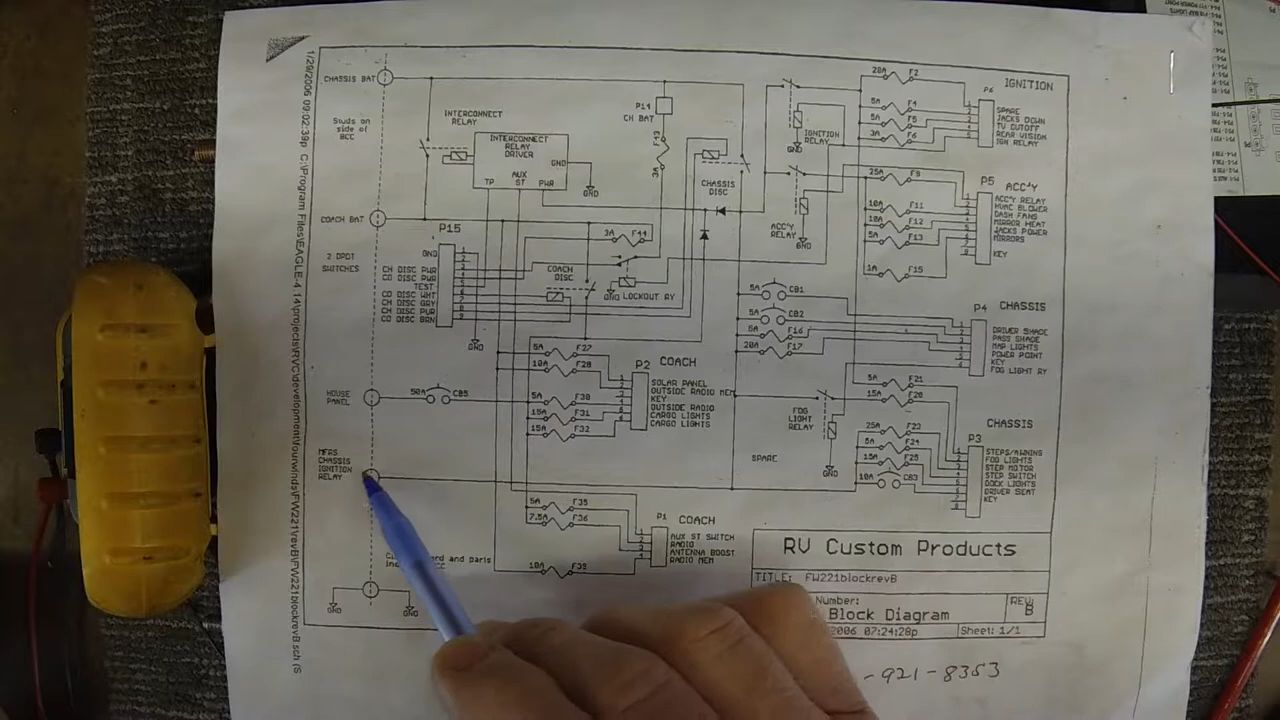 CHASSIS BAT
Studs on
side of
BCC
INTERCONNECT
RELAY
INTERCONNECT
RELAY
DRIVER
GND
AUX
TP ST PWR
GND
P14
CH BAT
F43
3A
CHASSIS
DISC
IGNITION
RELAY
GND
ACC'Y
RELAY
GND
20A F2
5A F4
5A F5
3A F6
P6
IGNITION
SPARE
JACKS DOWN
TV CUTOFF
REAR VISION
IGN RELAY
25A F9
10A F11
10A F12
5A F13
1A F15
P5
ACC'Y
ACC'Y RELAY
HVAC BLOWER
DASH FANS
MIRROR HEAT
JACKS POWER
MIRRORS
KEY
COACH BAT
2 DPDT
SWITCHES
P15
GND
CH DISC PWR
CO DISC PWR
TEST
CO DISC WHT
CH DISC GRY
CH DISC PUR
CO DISC BRN
GND
3A F44
COACH
DISC
GND LOCKOUT RY
5A CB1
5A CB2
5A F16
20A F17
P4
CHASSIS
DRIVER SHADE
PASS SHADE
MAP LIGHTS
POWER POINT
KEY
FOG LIGHT RY
HOUSE
PANEL
50A CB5
5A F27
10A F28
F30
15A F31
15A F32
P2
COACH
SOLAR PANEL
OUTSIDE RADIO MEM
KEY
OUTSIDE RADIO
CARGO LIGHTS
CARGO LIGHTS
FOG
LIGHT
RELAY
GND
SPARE
5A F21
15A F20
25A F23
5A F24
15A F25
10A CB3
P3
CHASSIS
STEPS/AWNING
FOG LIGHTS
STEP MOTOR
STEP SWITCH
DOCK LIGHTS
DRIVER SEAT
KEY
MFRS
CHASSIS
IGNITION
RELAY
5A F35
7.5A F36
10A F39
P1
COACH
AUX ST SWITCH
RADIO
ANTENNA BOOST
RADIO MEM
GND
GND
RV Custom Products
TITLE: FW221blockrevB
Number:
Block Diagram
REV:
B
2006 07:24:28p
Sheet: 1/1
-921-8353